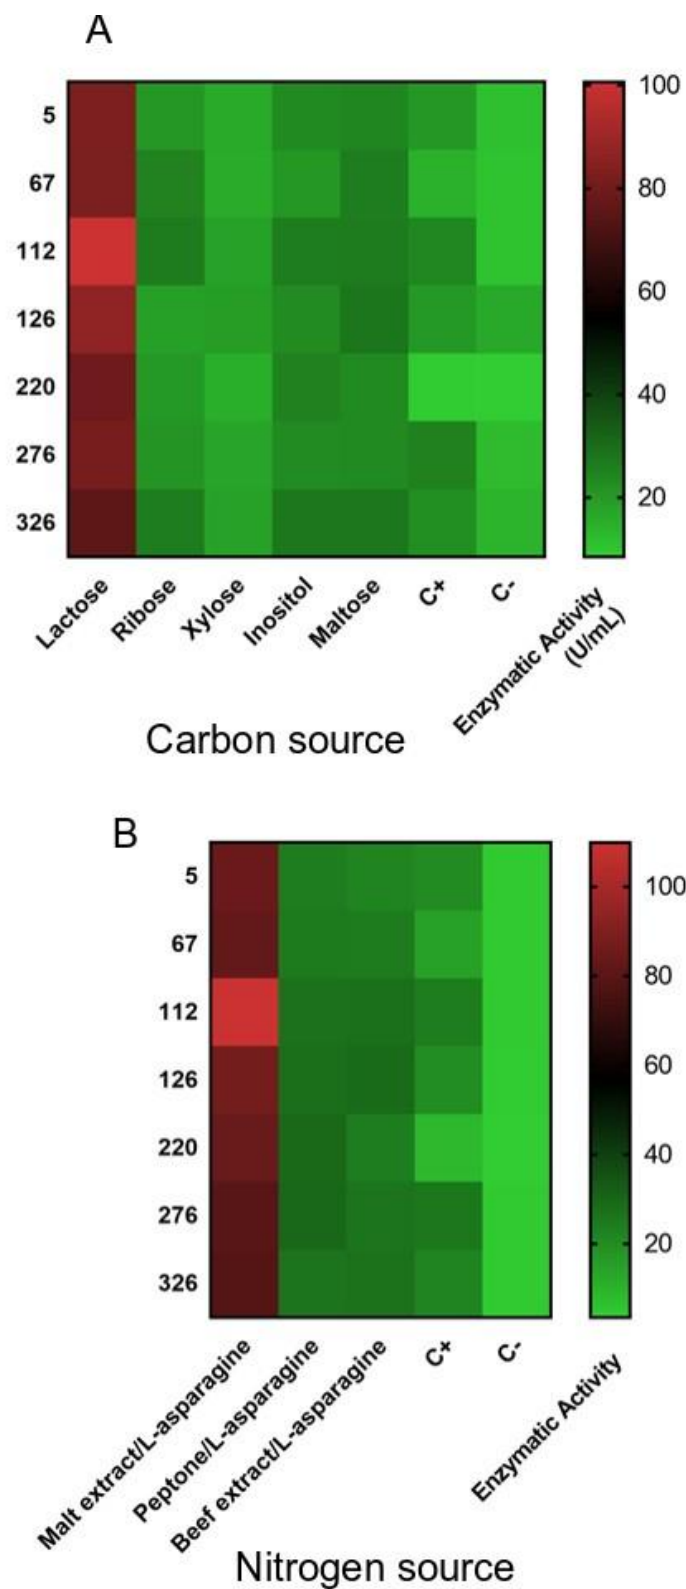 A
5
67
112
126
220
276
326
100
80
60
40
20
Lactose
Ribose
Xylose
Inositol
Maltose
C+
C-
Enzymatic Activity
(U/mL)
Carbon source
B
5
67
112
126
220
276
326
100
80
60
40
20
Malt extract/L-asparagine
Peptone/L-asparagine
Beef extract/L-asparagine
C+
C-
Enzymatic Activity
Nitrogen source